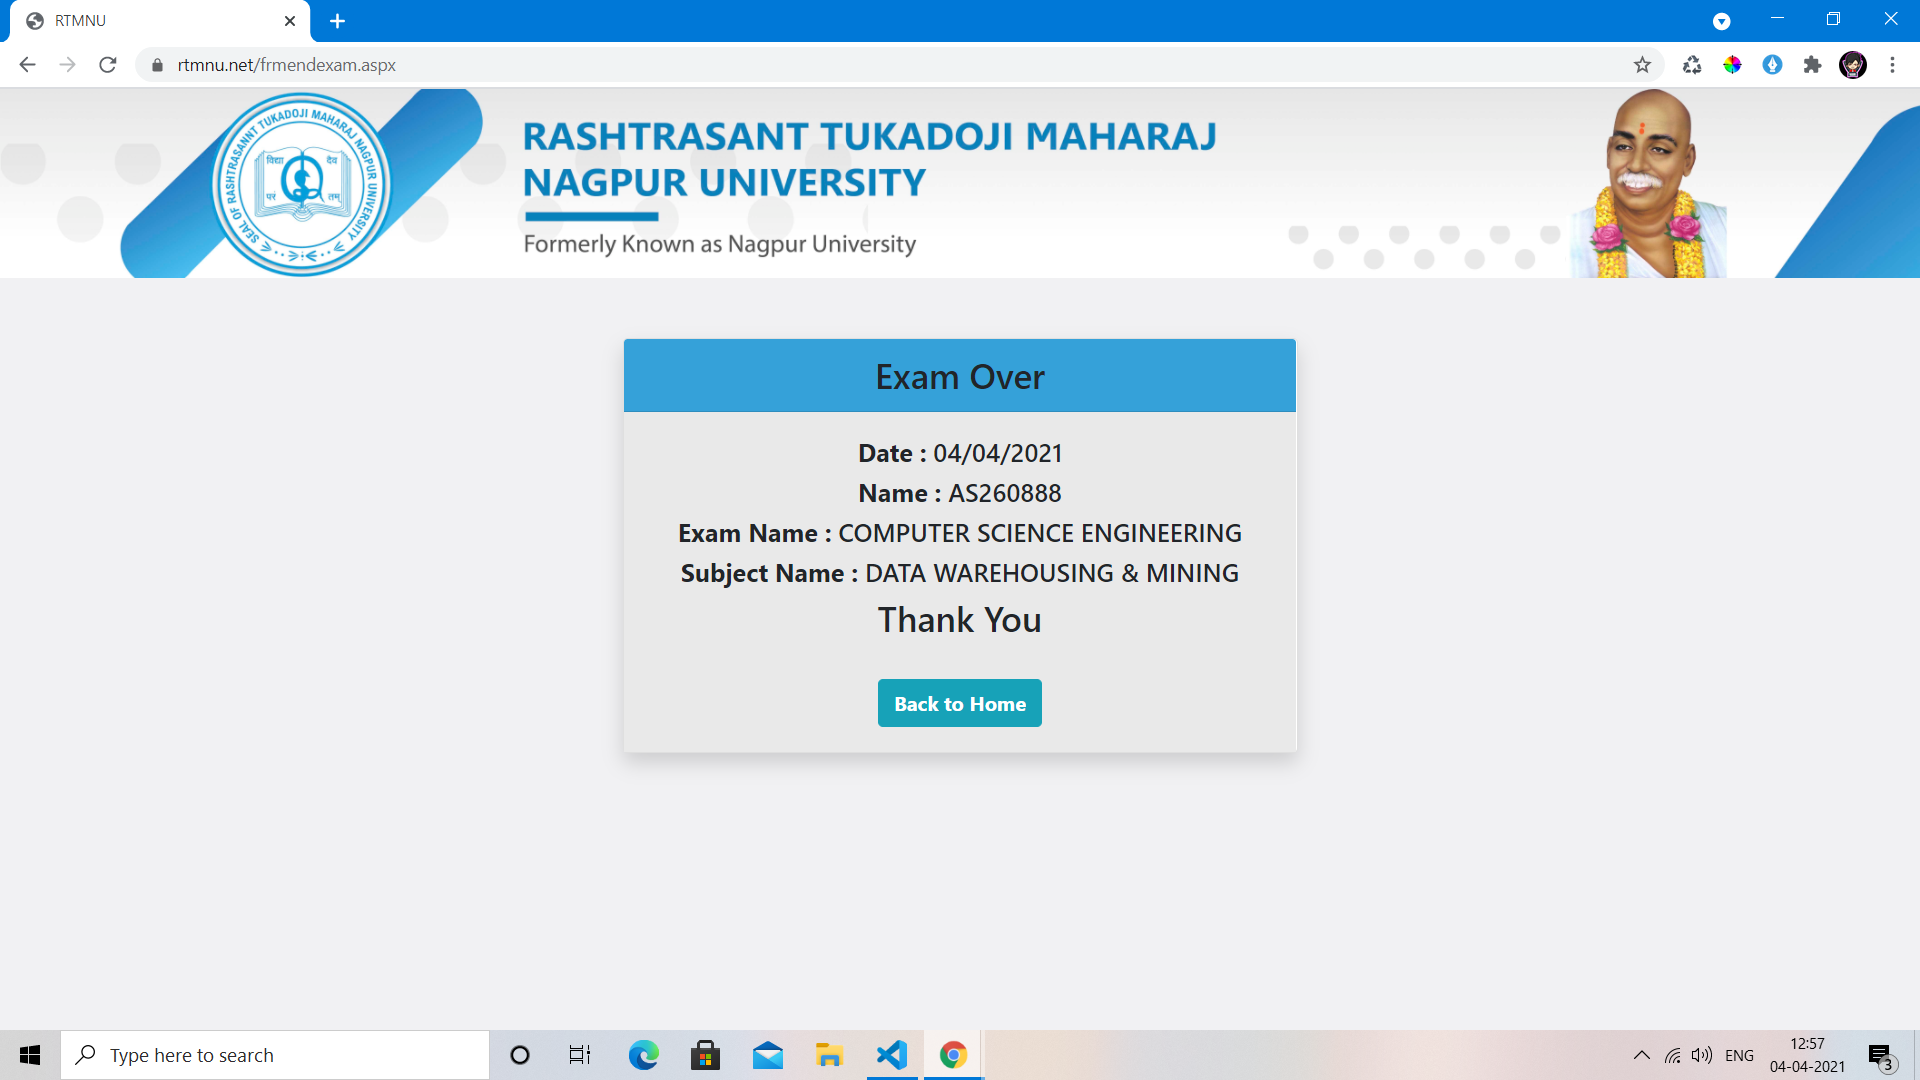 RTMNU
rtmnu.net/frmendexam.aspx
SEAL OF RASHTRASANT TUKADOJI MAHARAJ NAGPUR UNIVERSITY
विद्या देव
परं तम्
RASHTRASANT TUKADOJI MAHARAJ
NAGPUR UNIVERSITY
Formerly Known as Nagpur University
Exam Over
Date : 04/04/2021
Name : AS260888
Exam Name : COMPUTER SCIENCE ENGINEERING
Subject Name : DATA WAREHOUSING & MINING
Thank You
Back to Home
Type here to search
ENG
12:57
04-04-2021
3